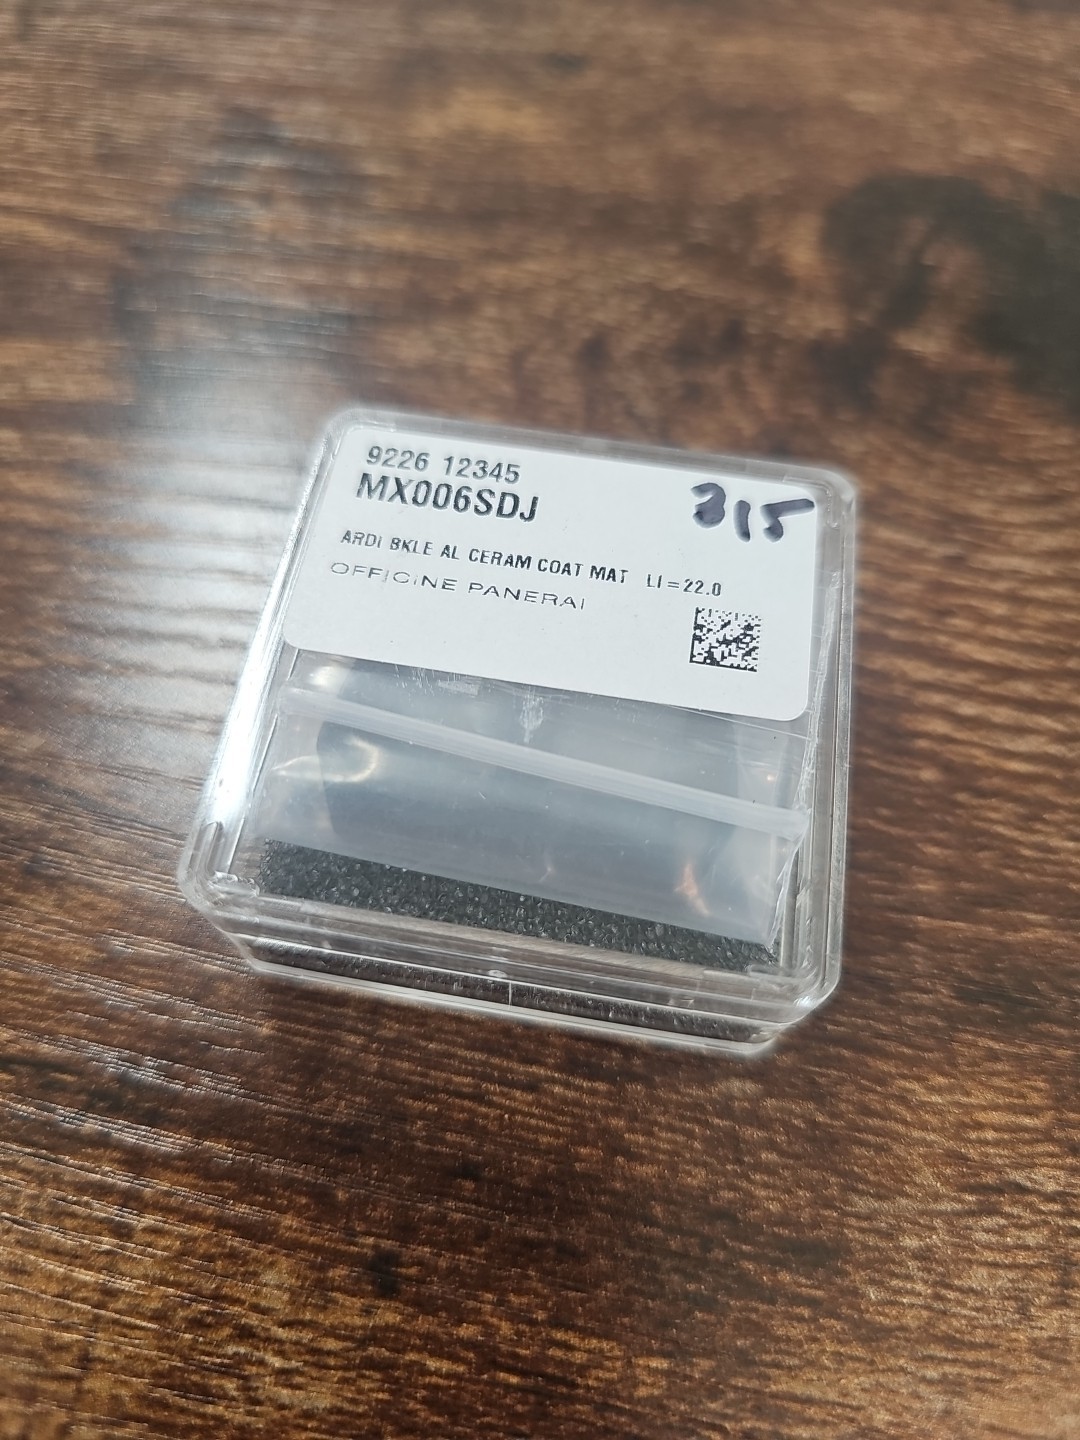 9226 12345
MX006SDJ
315
ARDI BKLE AL CERAM COAT MAT LI=22.0
OFFICINE PANERAI